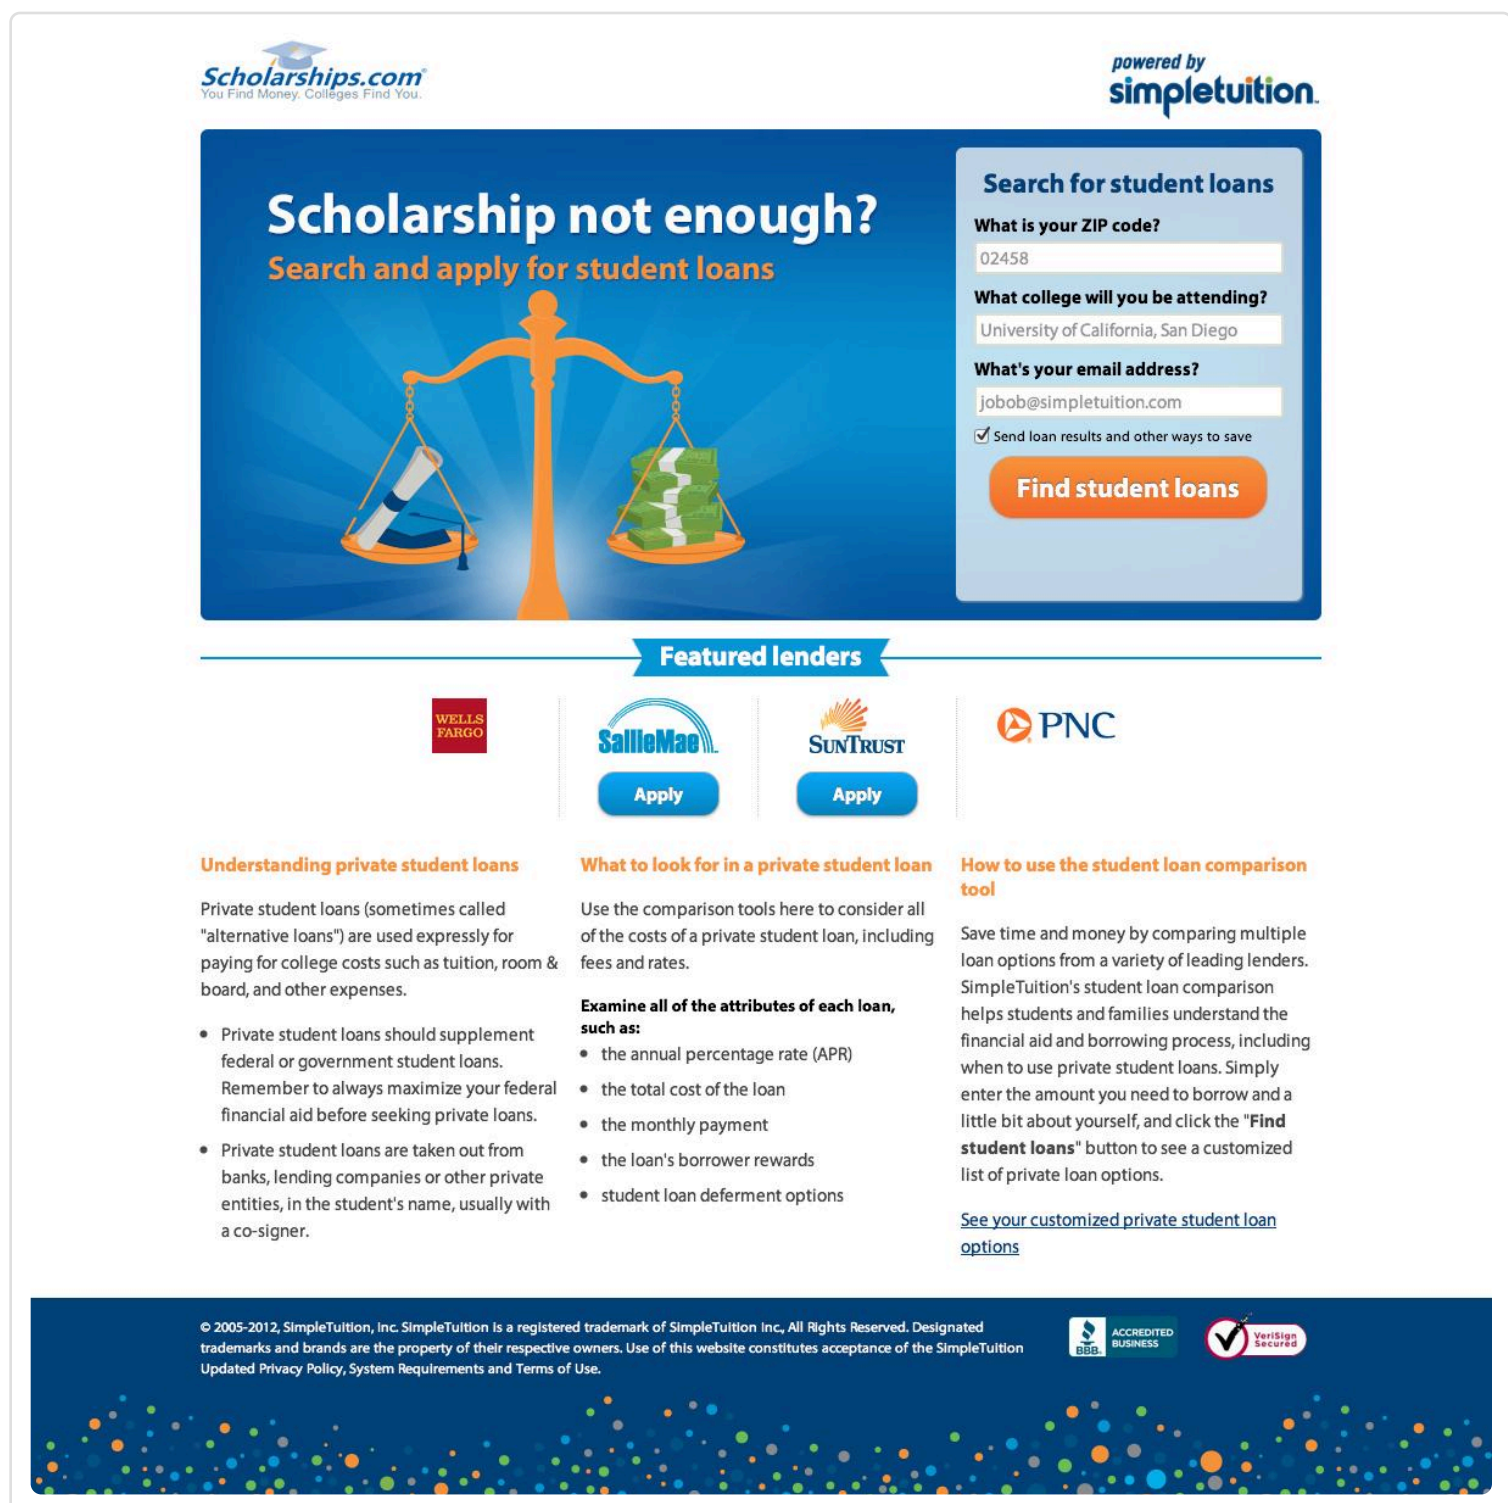 Scholarships.com®
You Find Money. Colleges Find You.
powered by
simpletuition
Scholarship not enough?
Search and apply for student loans
Search for student loans
What is your ZIP code?
02458
What college will you be attending?
University of California, San Diego
What's your email address?
jobob@simpletuition.com
Send loan results and other ways to save
Find student loans
Featured lenders
WELLS
FARGO
SallieMae
SUNTRUST
PNC
Apply
Apply
Understanding private student loans
Private student loans (sometimes called
"alternative loans") are used expressly for
paying for college costs such as tuition, room &
board, and other expenses.
• Private student loans should supplement
federal or government student loans.
Remember to always maximize your federal
financial aid before seeking private loans.
• Private student loans are taken out from
banks, lending companies or other private
entities, in the student's name, usually with
a co-signer.
What to look for in a private student loan
Use the comparison tools here to consider all
of the costs of a private student loan, including
fees and rates.
Examine all of the attributes of each loan,
such as:
• the annual percentage rate (APR)
• the total cost of the loan
• the monthly payment
• the loan's borrower rewards
• student loan deferment options
How to use the student loan comparison
tool
Save time and money by comparing multiple
loan options from a variety of leading lenders.
SimpleTuition's student loan comparison
helps students and families understand the
financial aid and borrowing process, including
when to use private student loans. Simply
enter the amount you need to borrow and a
little bit about yourself, and click the "Find
student loans" button to see a customized
list of private loan options.
See your customized private student loan
options
© 2005-2012, SimpleTuition, Inc. SimpleTuition is a registered trademark of SimpleTuition Inc., All Rights Reserved. Designated
trademarks and brands are the property of their respective owners. Use of this website constitutes acceptance of the SimpleTuition
Updated Privacy Policy, System Requirements and Terms of Use.
BBB.
ACCREDITED
BUSINESS
VeriSign
Secured